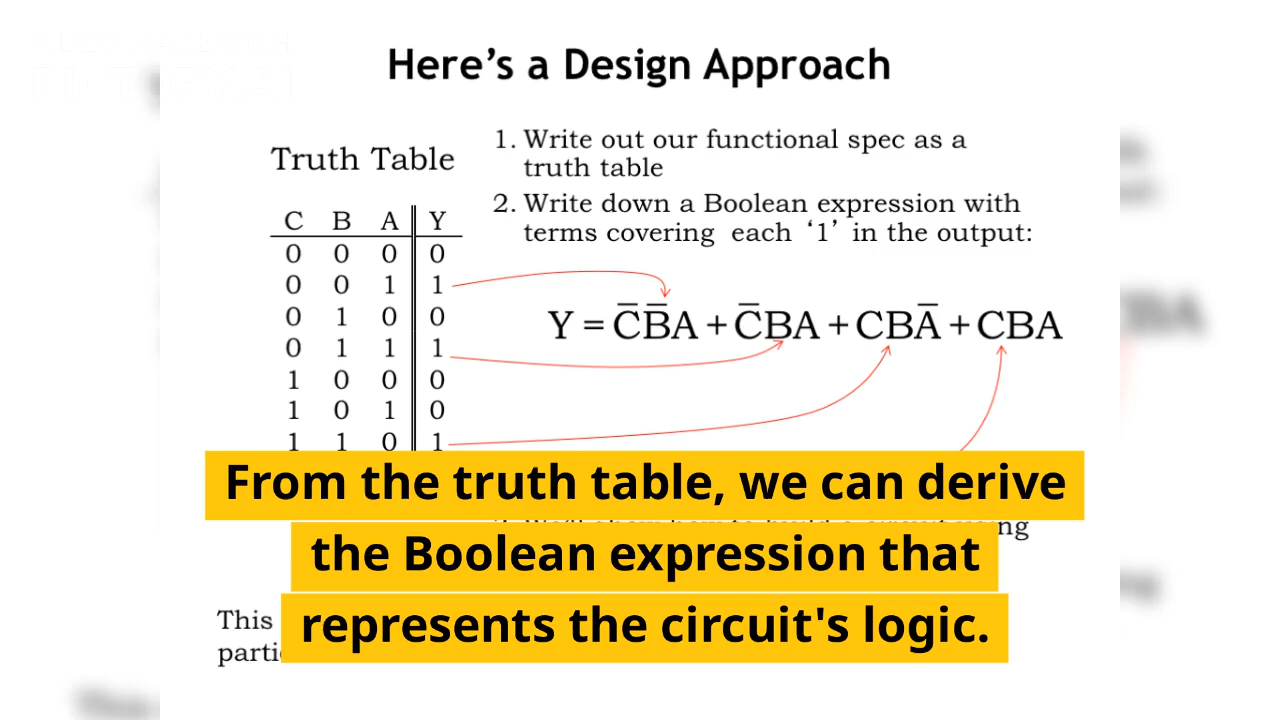 Here’s a Design Approach
Truth Table
C B A Y
0 0 0 0
0 0 1 1
0 1 0 0
0 1 1 1
1 0 0 0
1 0 1 0
1 1 0 1
1. Write out our functional spec as a
truth table
2. Write down a Boolean expression with
terms covering each ‘1’ in the output:
Y = C̅B̅A + C̅BA + CBA̅ + CBA
From the truth table, we can derive
the Boolean expression that
represents the circuit's logic.
This